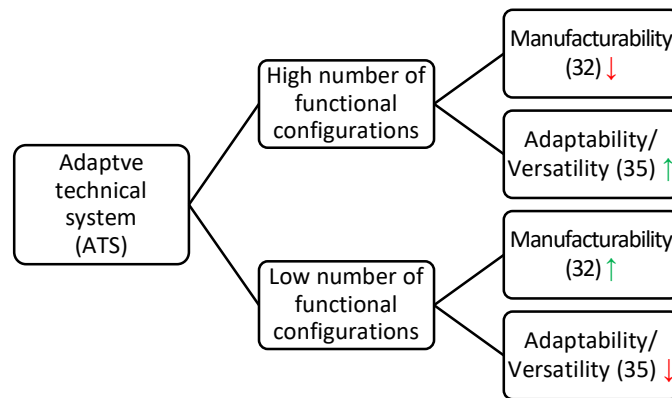 Adaptve
technical
system
(ATS)
High number of
functional
configurations
Manufacturability
(32) ↓
Adaptability/
Versatility (35) ↑
Low number of
functional
configurations
Manufacturability
(32) ↑
Adaptability/
Versatility (35) ↓